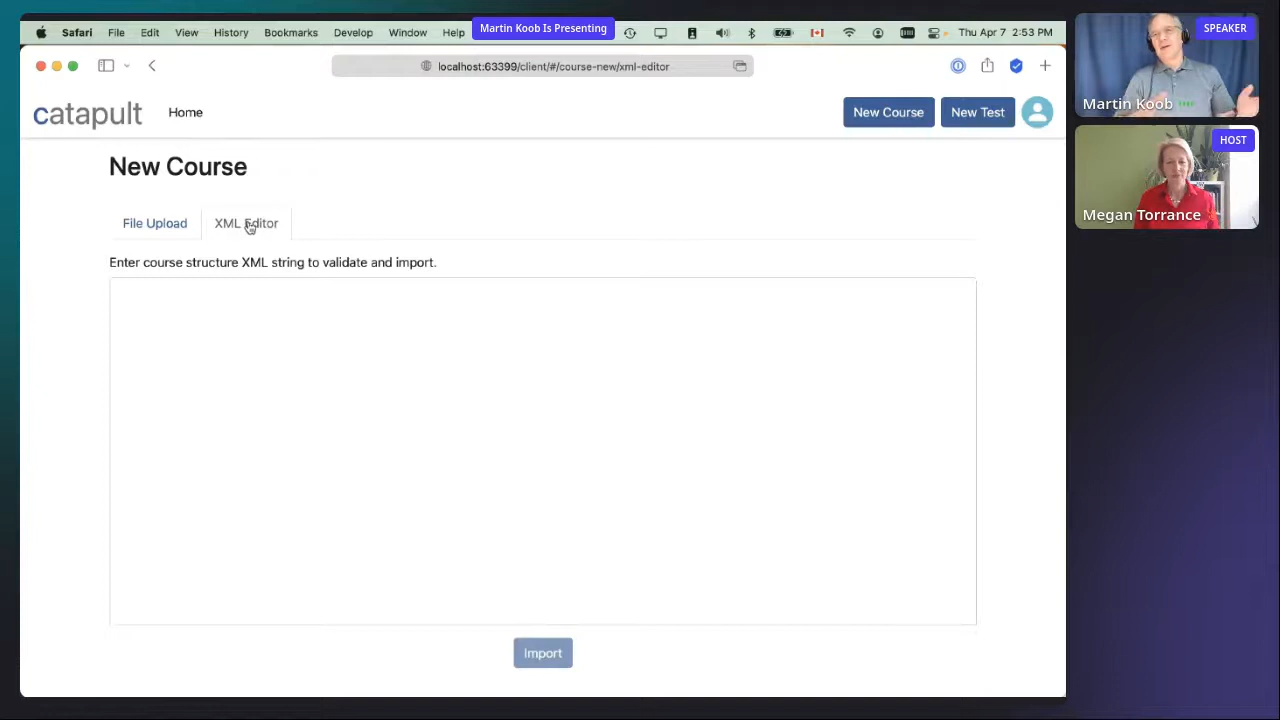 Safari File Edit View History Bookmarks Develop Window Help
Martin Koob Is Presenting
Thu Apr 7 2:53 PM
localhost:63399/client/#/course-new/xml-editor
catapult
Home
New Course
New Test
New Course
File Upload
XML Editor
Enter course structure XML string to validate and import.
Import
SPEAKER
Martin Koob
HOST
Megan Torrance